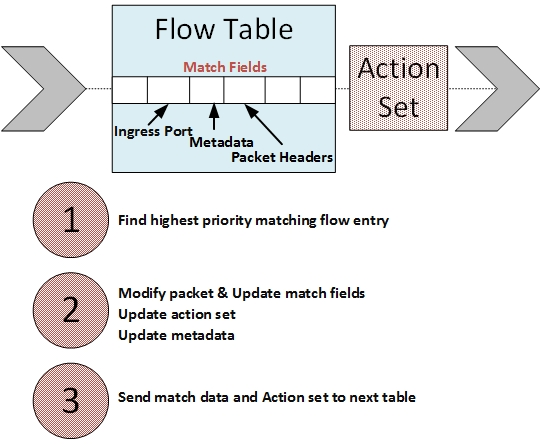 Flow Table
Match Fields
Ingress Port
Metadata
Packet Headers
Action
Set
1
Find highest priority matching flow entry
2
Modify packet & Update match fields
Update action set
Update metadata
3
Send match data and Action set to next table